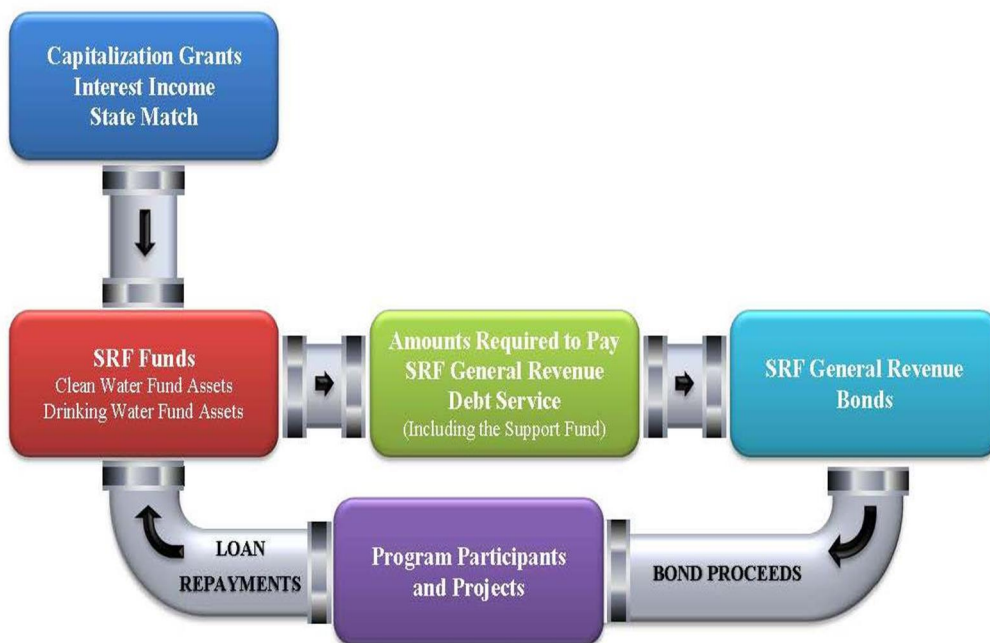 Capitalization Grants
Interest Income
State Match
SRF Funds
Clean Water Fund Assets
Drinking Water Fund Assets
Amounts Required to Pay
SRF General Revenue
Debt Service
(Including the Support Fund)
SRF General Revenue
Bonds
LOAN
REPAYMENTS
Program Participants
and Projects
BOND PROCEEDS